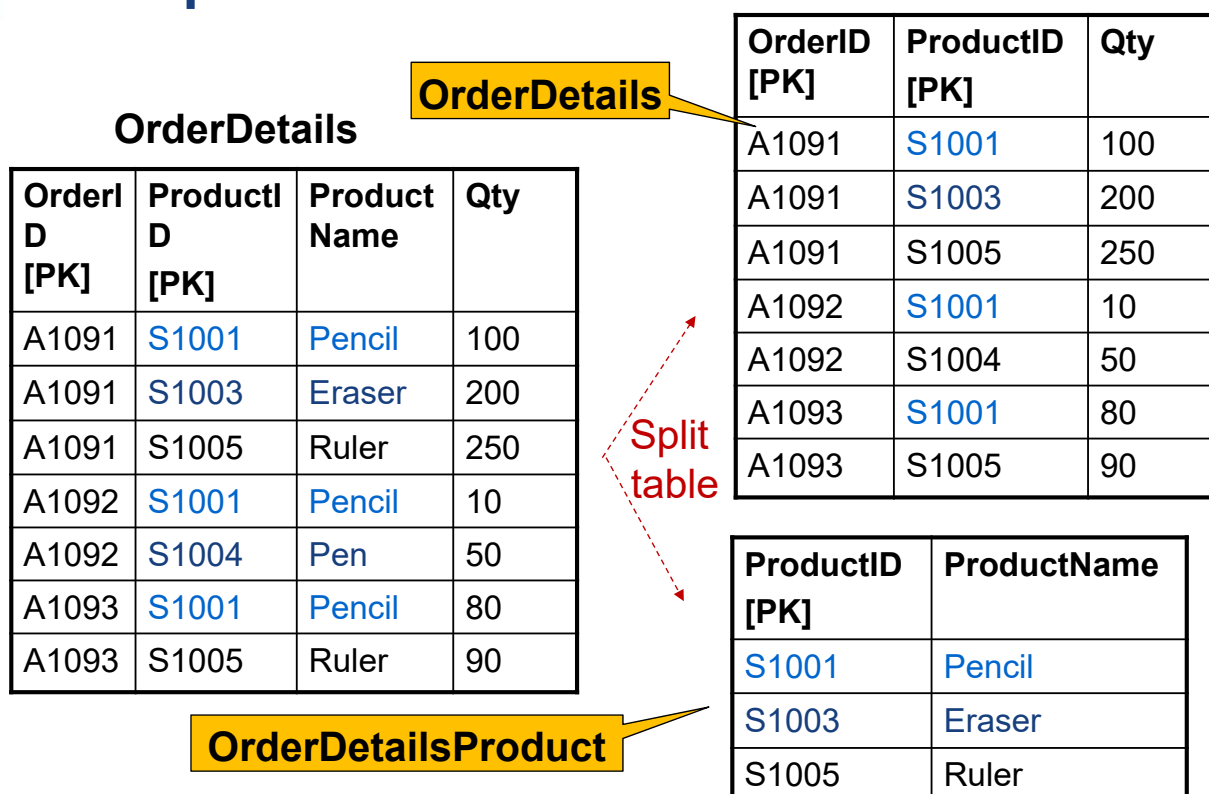 OrderDetails
OrderI
D
[PK]
ProductI
D
[PK]
Product
Name
Qty
A1091 S1001 Pencil 100
A1091 S1003 Eraser 200
A1091 S1005 Ruler 250
A1092 S1001 Pencil 10
A1092 S1004 Pen 50
A1093 S1001 Pencil 80
A1093 S1005 Ruler 90
Split
table
OrderDetails
OrderID
[PK]
ProductID
[PK]
Qty
A1091 S1001 100
A1091 S1003 200
A1091 S1005 250
A1092 S1001 10
A1092 S1004 50
A1093 S1001 80
A1093 S1005 90
OrderDetailsProduct
ProductID
[PK]
ProductName
S1001 Pencil
S1003 Eraser
S1005 Ruler